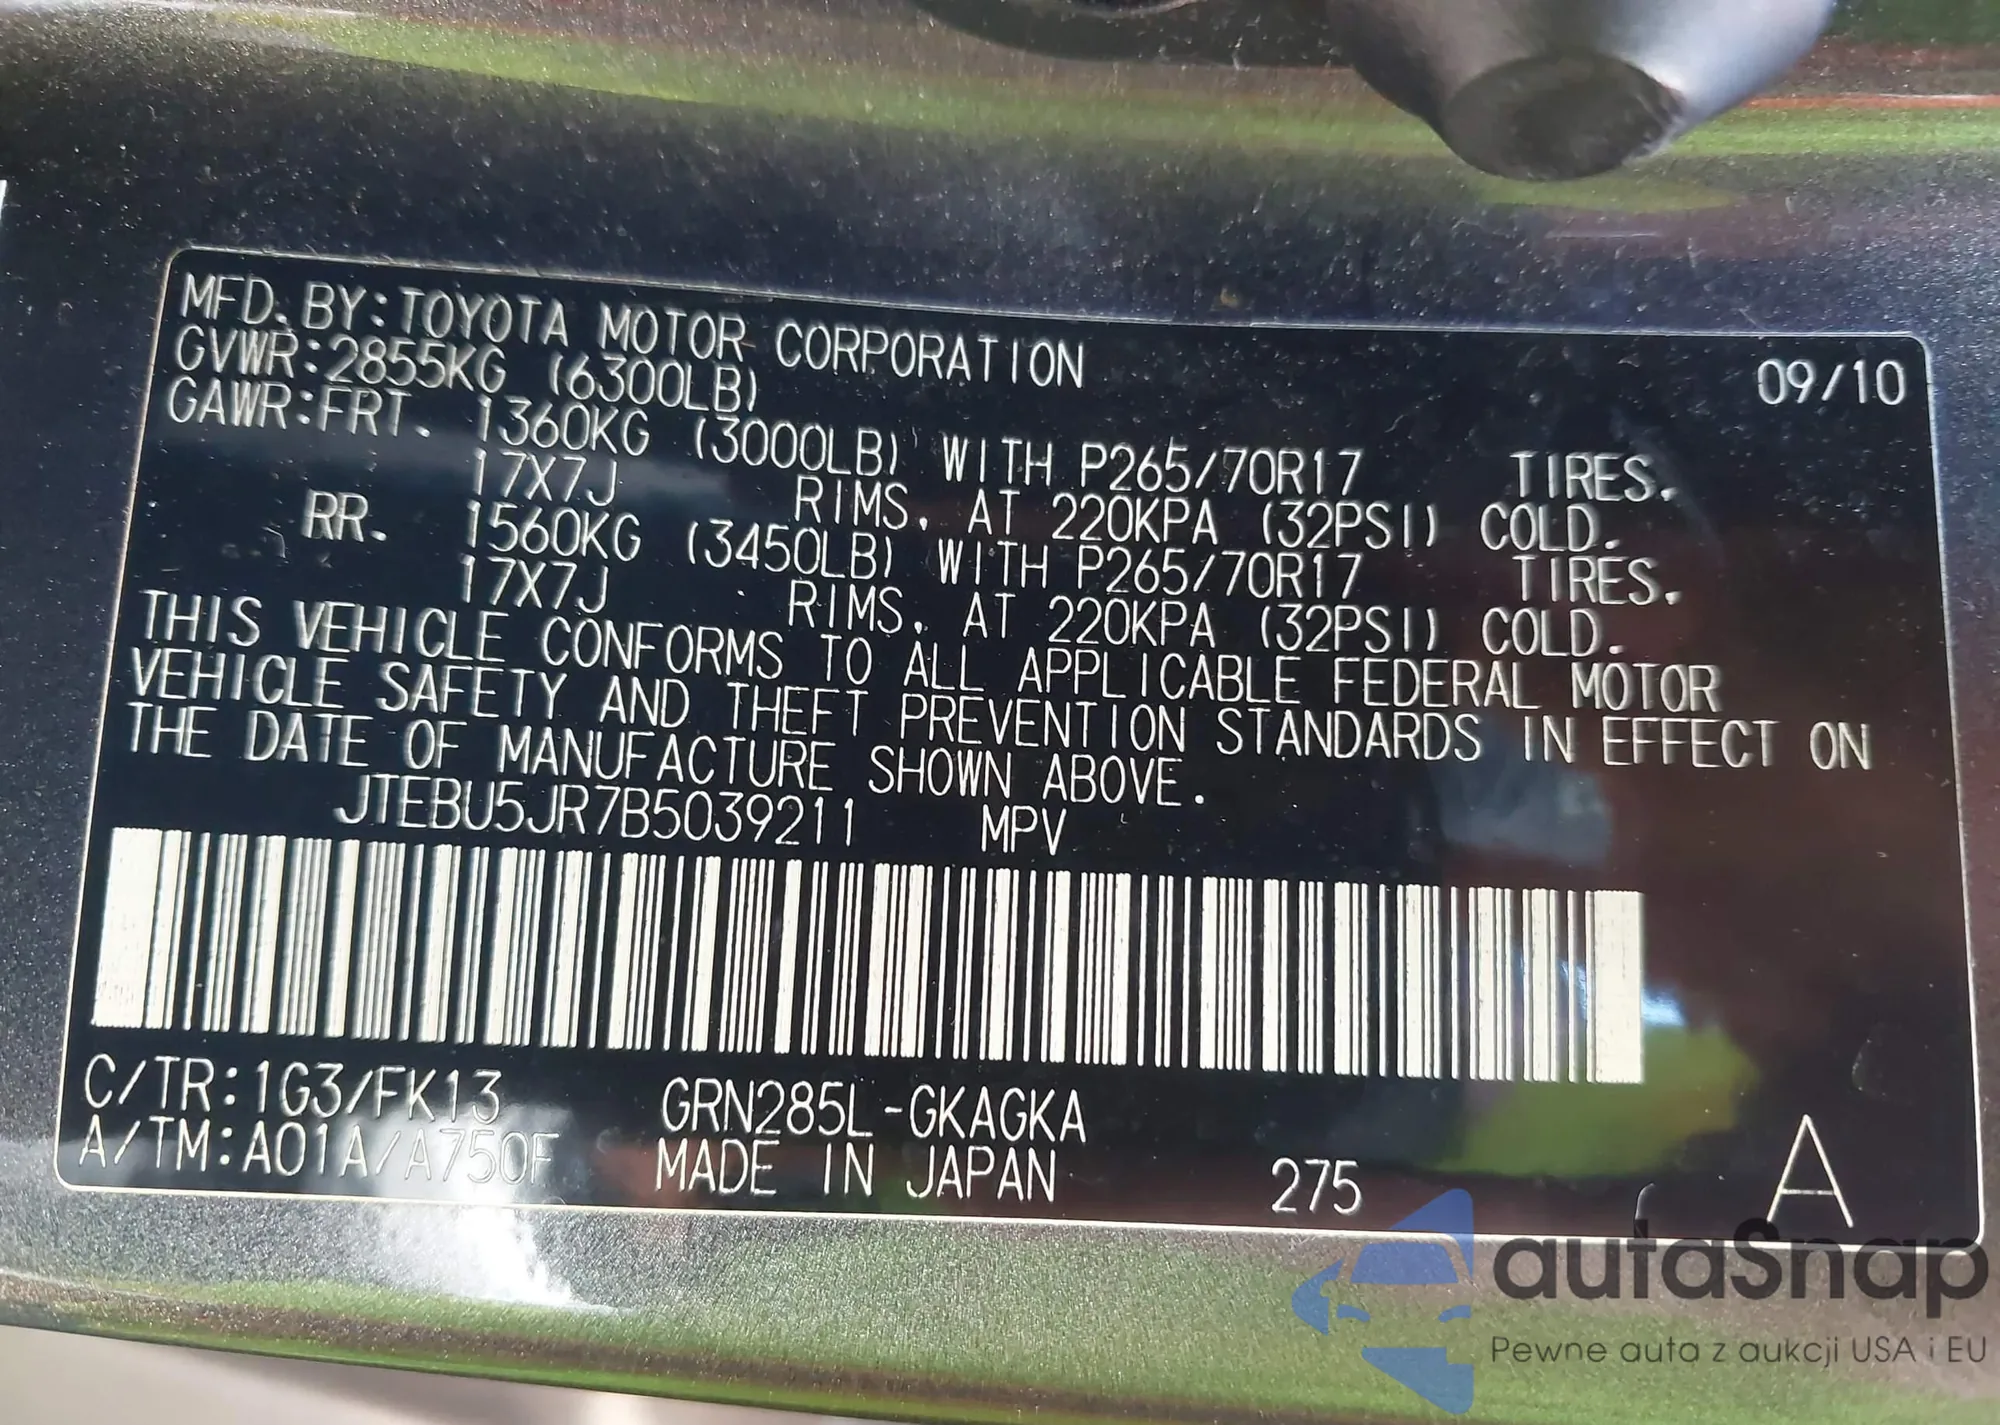 MFD. BY: TOYOTA MOTOR CORPORATION 09/10
GVWR: 2855KG (6300LB)
GAWR: FRT. 1360KG (3000LB) WITH P265/70R17 TIRES.
17X7J RIMS, AT 220KPA (32PSI) COLD.
RR. 1560KG (3450LB) WITH P265/70R17 TIRES.
17X7J RIMS, AT 220KPA (32PSI) COLD.
THIS VEHICLE CONFORMS TO ALL APPLICABLE FEDERAL MOTOR
VEHICLE SAFETY AND THEFT PREVENTION STANDARDS IN EFFECT ON
THE DATE OF MANUFACTURE SHOWN ABOVE.
JTEBU5JR7B5039211 MPV
C/TR: 1G3/FK13 GRN285L-GKAGKA
A/TM: A01A/A750F MADE IN JAPAN 275 A
autaSnap
Pewne auta z aukcji USA i EU